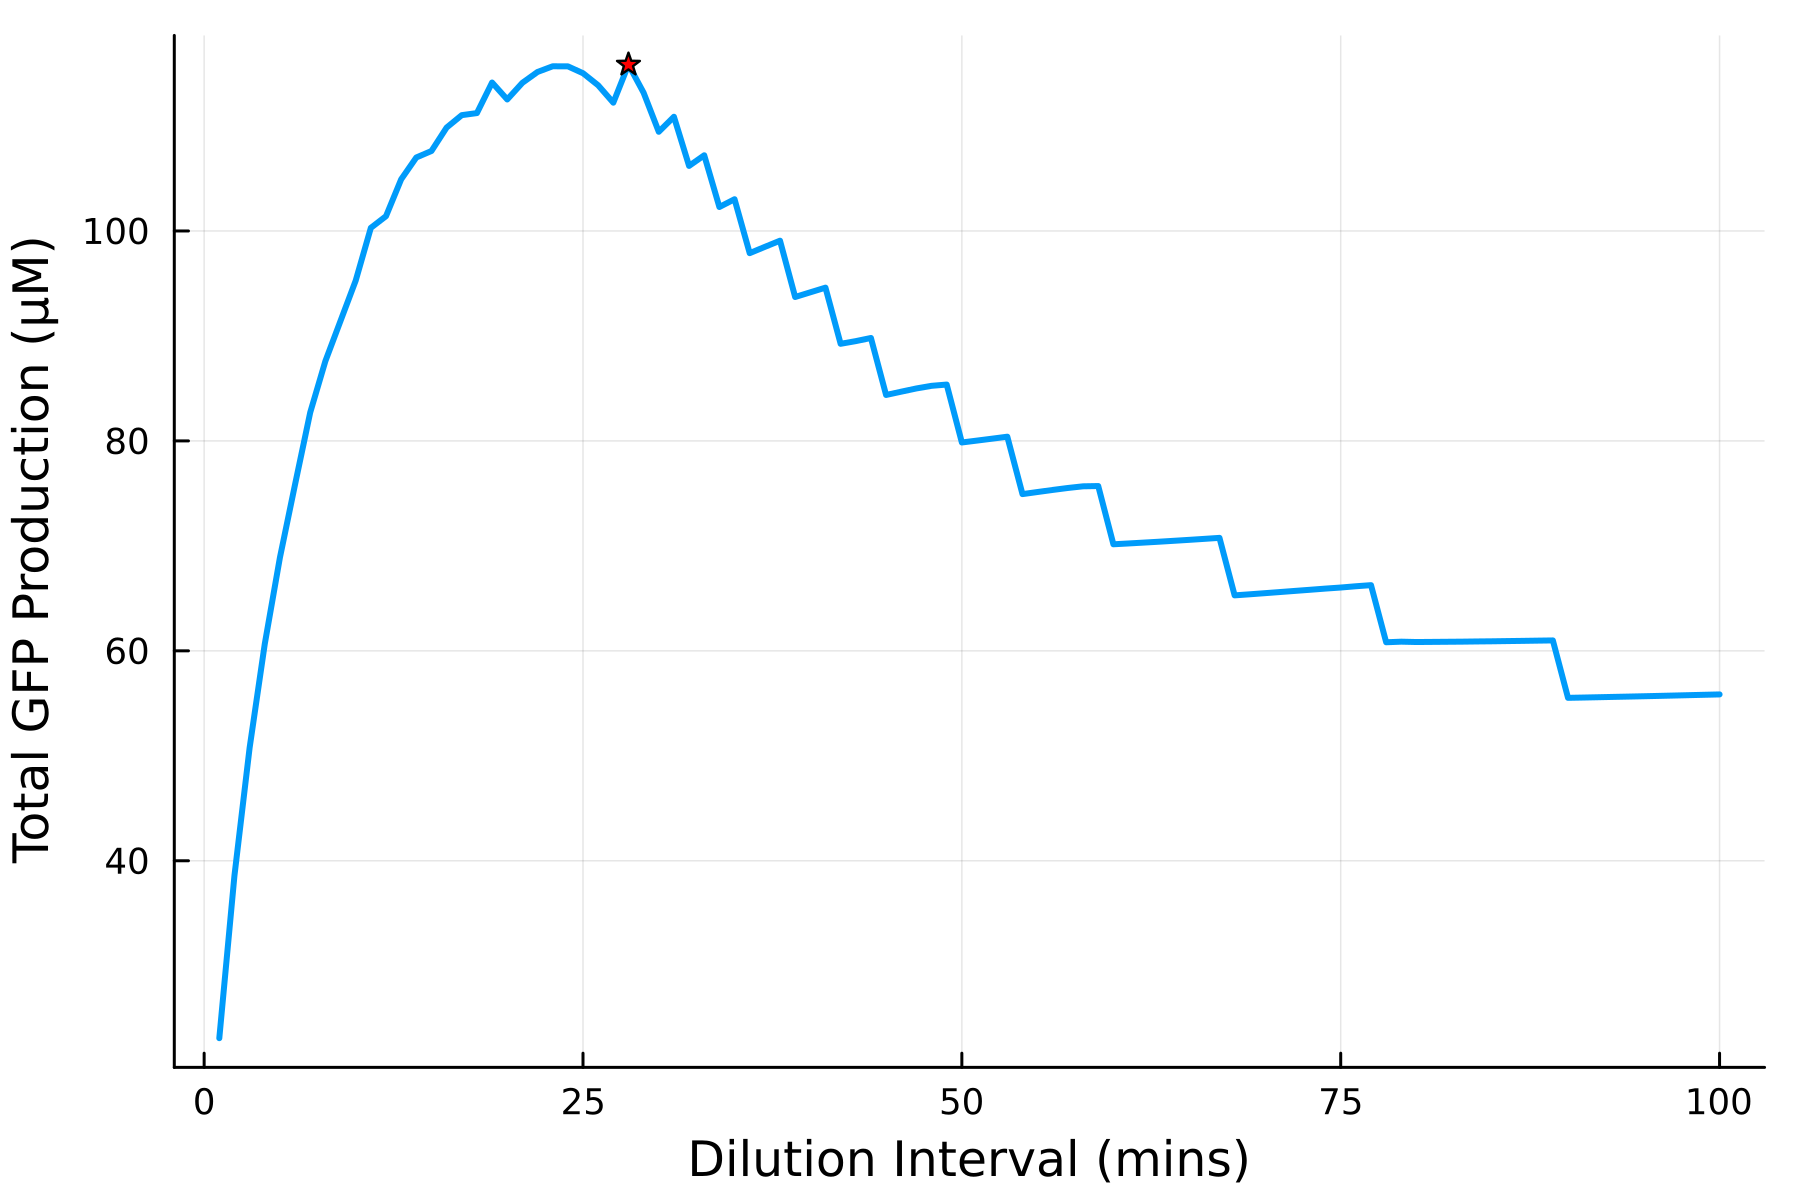 Total GFP Production (μM)
100
80
60
40
0 25 50 75 100
Dilution Interval (mins)